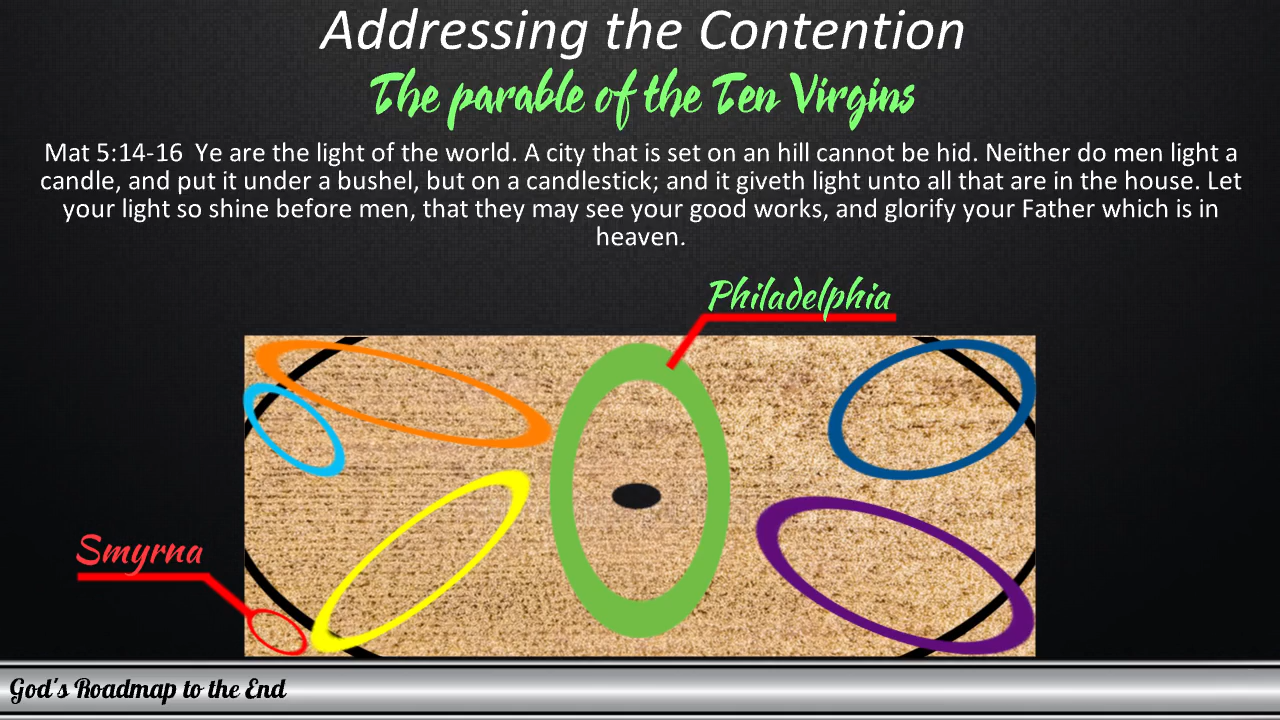 Addressing the Contention
The parable of the Ten Virgins
Mat 5:14-16  Ye are the light of the world. A city that is set on an hill cannot be hid. Neither do men light a
candle, and put it under a bushel, but on a candlestick; and it giveth light unto all that are in the house. Let
your light so shine before men, that they may see your good works, and glorify your Father which is in
heaven.
Philadelphia
Smyrna
God's Roadmap to the End